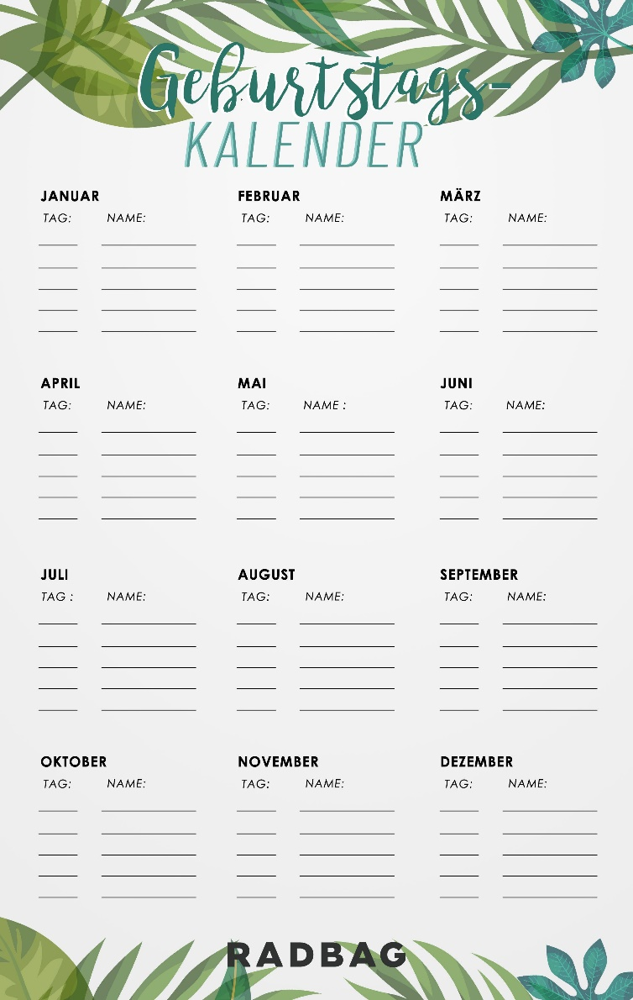 Geburtstags-
KALENDER
JANUAR FEBRUAR MÄRZ
TAG: NAME: TAG: NAME: TAG: NAME:
APRIL MAI JUNI
TAG: NAME: TAG: NAME : TAG: NAME:
JULI AUGUST SEPTEMBER
TAG : NAME: TAG: NAME: TAG: NAME:
OKTOBER NOVEMBER DEZEMBER
TAG: NAME: TAG: NAME: TAG: NAME:
RADBAG